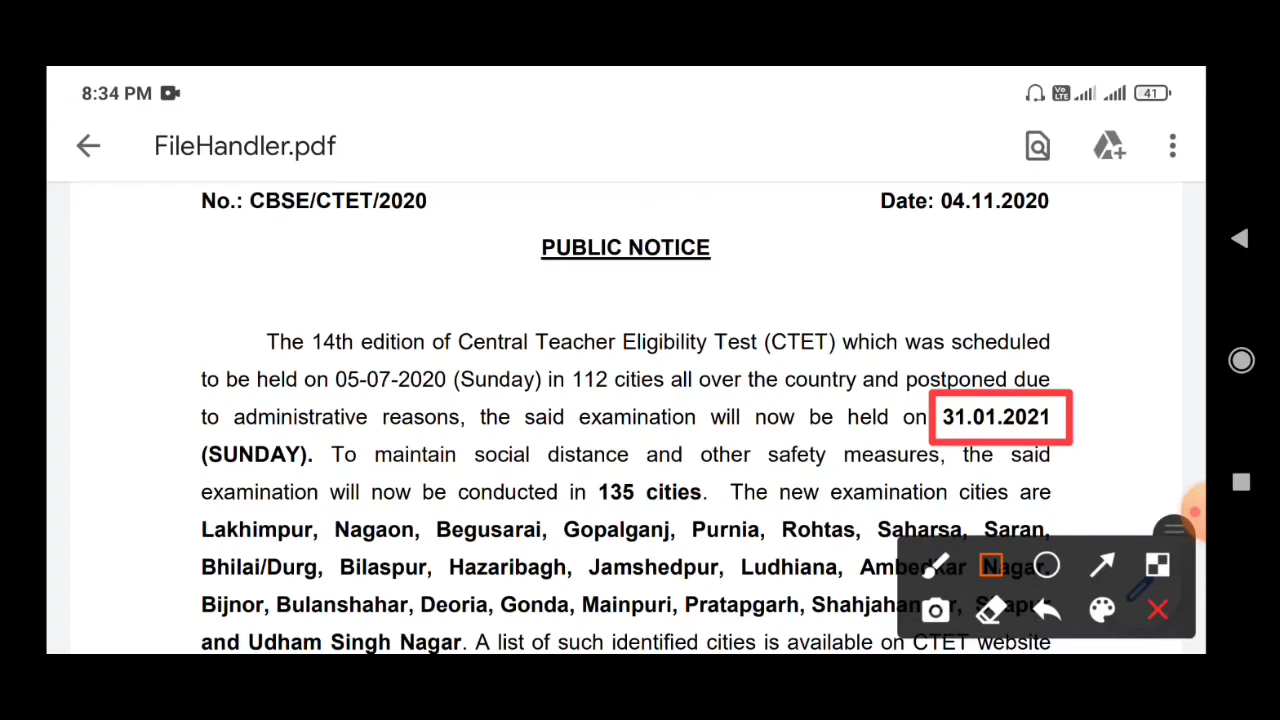 8:34 PM
41
FileHandler.pdf
No.: CBSE/CTET/2020 Date: 04.11.2020
PUBLIC NOTICE
The 14th edition of Central Teacher Eligibility Test (CTET) which was scheduled
to be held on 05-07-2020 (Sunday) in 112 cities all over the country and postponed due
to administrative reasons, the said examination will now be held on 31.01.2021
(SUNDAY). To maintain social distance and other safety measures, the said
examination will now be conducted in 135 cities. The new examination cities are
Lakhimpur, Nagaon, Begusarai, Gopalganj, Purnia, Rohtas, Saharsa, Saran,
Bhilai/Durg, Bilaspur, Hazaribagh, Jamshedpur, Ludhiana, Ambedkar Nagar,
Bijnor, Bulanshahar, Deoria, Gonda, Mainpuri, Pratapgarh,
and Udham Singh Nagar. A list of such identified cities is available on CTET website